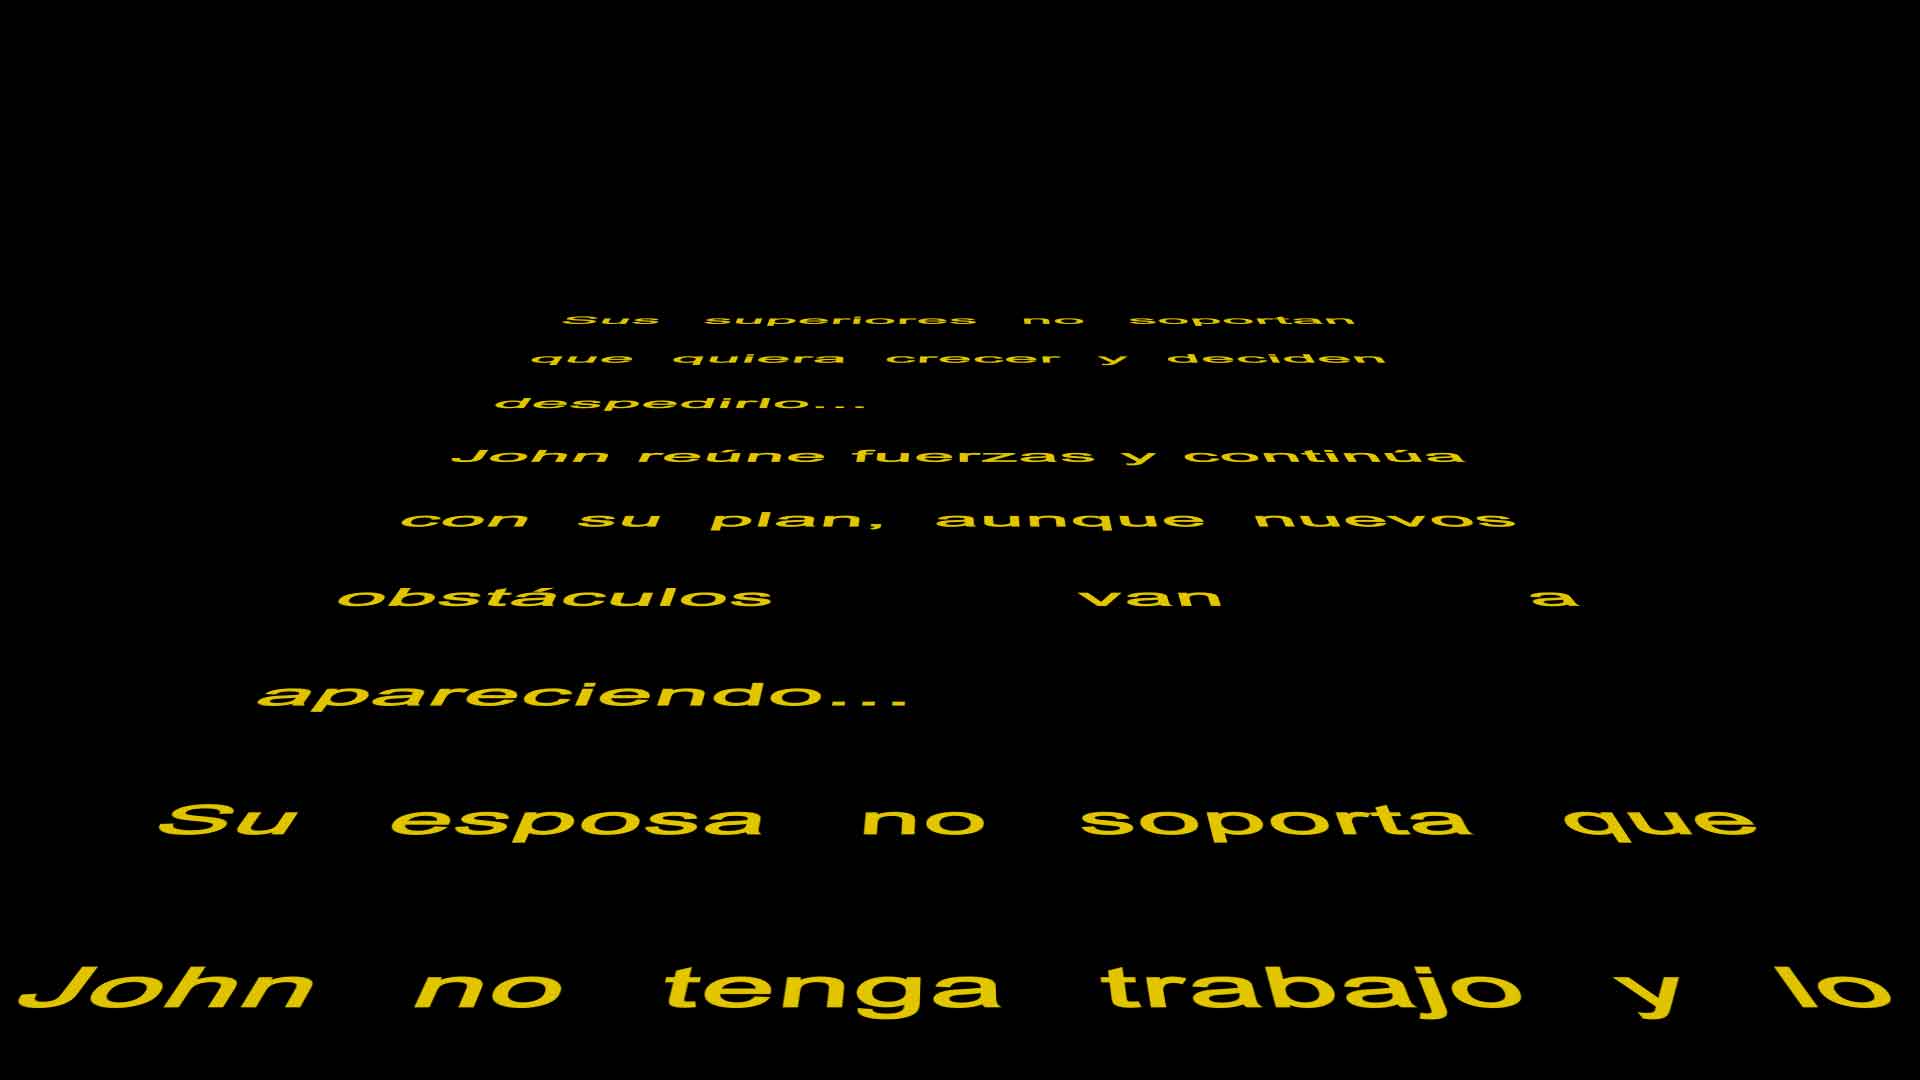 Sus superiores no soportan
que quiera crecer y deciden
despedirlo...
John reúne fuerzas y continúa
con su plan, aunque nuevos
obstáculos van a
apareciendo...
Su esposa no soporta que
John no tenga trabajo y lo